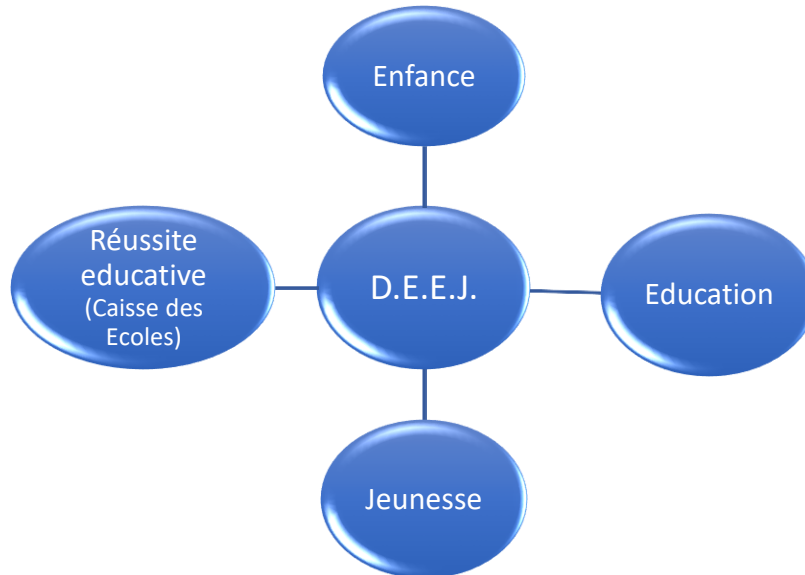 Enfance
Réussite
educative
(Caisse des
Ecoles)
D.E.E.J.
Education
Jeunesse